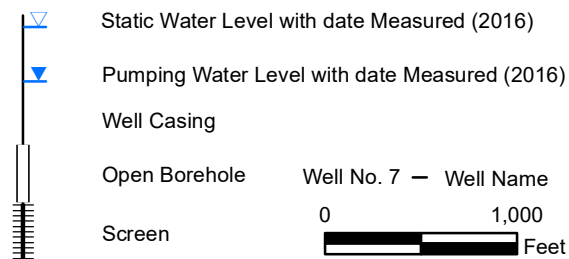 Static Water Level with date Measured (2016)
Pumping Water Level with date Measured (2016)
Well Casing
Open Borehole
Well No. 7 — Well Name
Screen
0 1,000
Feet